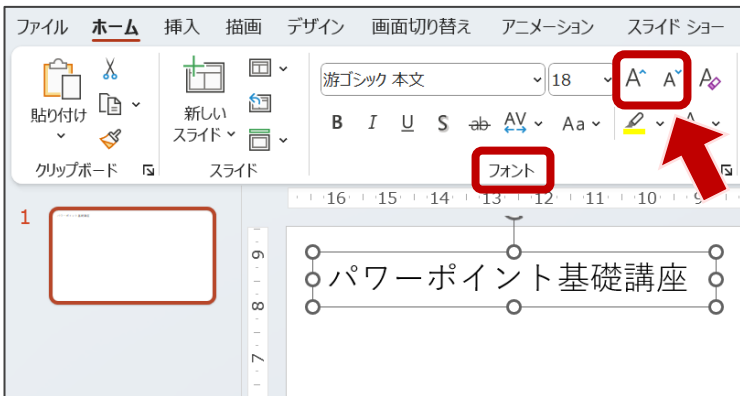 ファイル ホーム 挿入 描画 デザイン 画面切り替え アニメーション スライド ショー
游ゴシック 本文 18 A A A
貼り付け 新しい スライド
B I U S ab AV Aa A
クリップボード スライド フォント
16 15 14 13 12 11 10 9
1
パワーポイント基礎講座
9
8
7